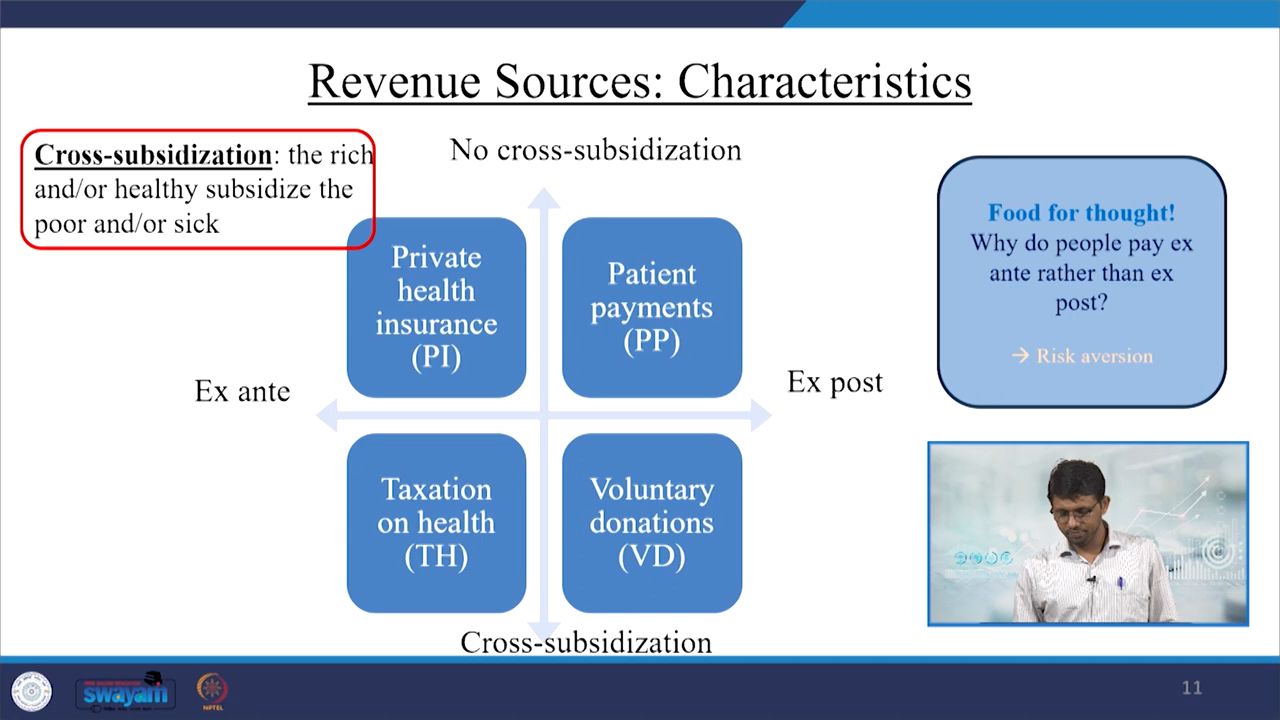 Revenue Sources: Characteristics
Cross-subsidization: the rich
and/or healthy subsidize the
poor and/or sick
No cross-subsidization
Private
health
insurance
(PI)
Patient
payments
(PP)
Ex ante
Ex post
Taxation
on health
(TH)
Voluntary
donations
(VD)
Cross-subsidization
Food for thought!
Why do people pay ex
ante rather than ex
post?
→ Risk aversion
swayam
NPTEL
11